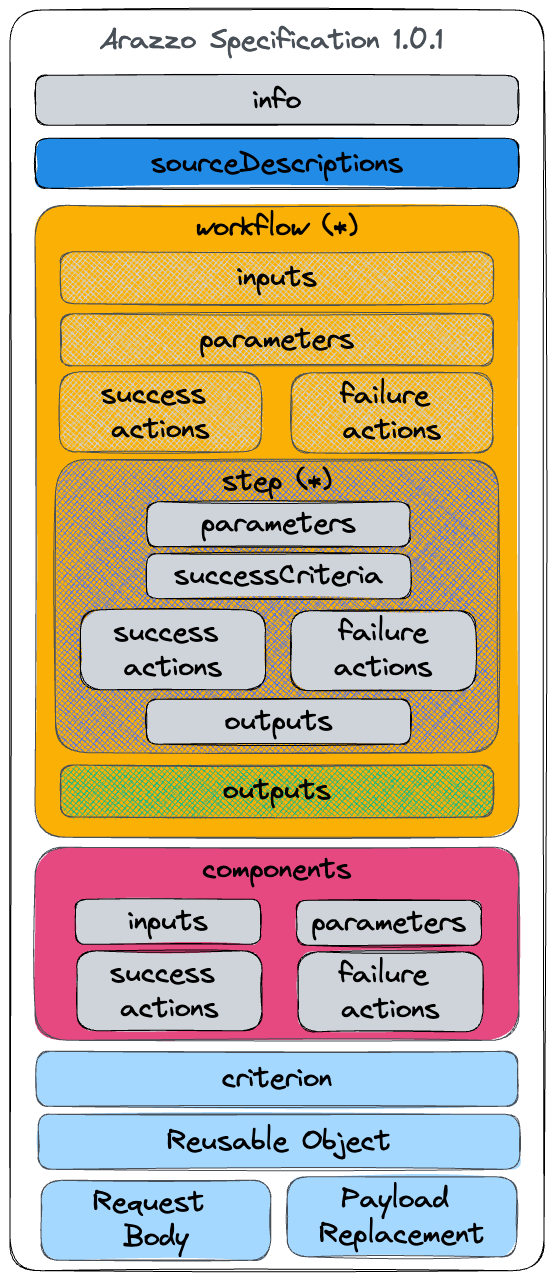 Arazzo Specification 1.0.1
info
sourceDescriptions
workflow (*)
inputs
parameters
success
actions
failure
actions
step (*)
parameters
successCriteria
success
actions
failure
actions
outputs
outputs
components
inputs
parameters
success
actions
failure
actions
criterion
Reusable Object
Request
Body
Payload
Replacement